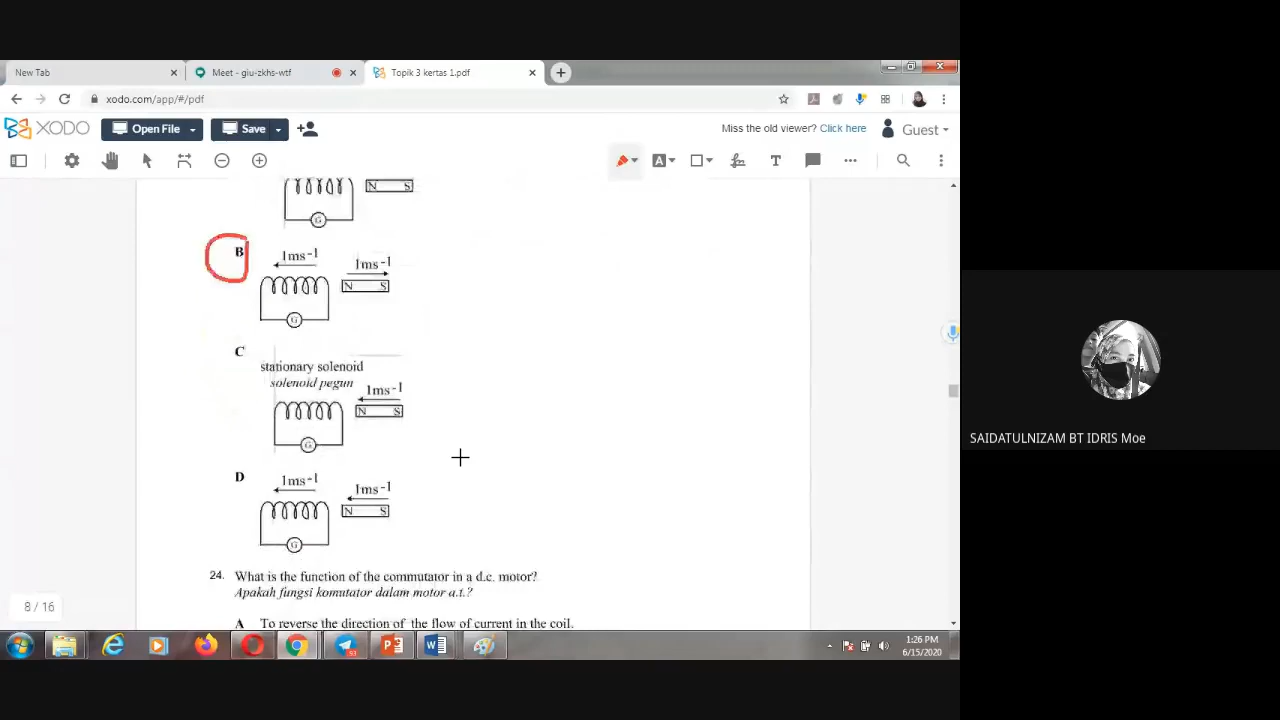 New Tab
Meet - giu-zkhs-wtf
Topik 3 kertas 1.pdf
xodo.com/app/#/pdf
XODO
Open File
Save
Miss the old viewer? Click here
Guest
A
T
N S
G
B
1ms-1
1ms-1
N S
G
C
stationary solenoid
solenoid pegun
1ms-1
N S
G
SAIDATULNIZAM BT IDRIS Moe
D
1ms-1
1ms-1
N S
G
24. What is the function of the commutator in a d.c. motor?
Apakah fungsi komutator dalam motor a.t.?
8 / 16
A To reverse the direction of the flow of current in the coil.
1:26 PM
6/15/2020